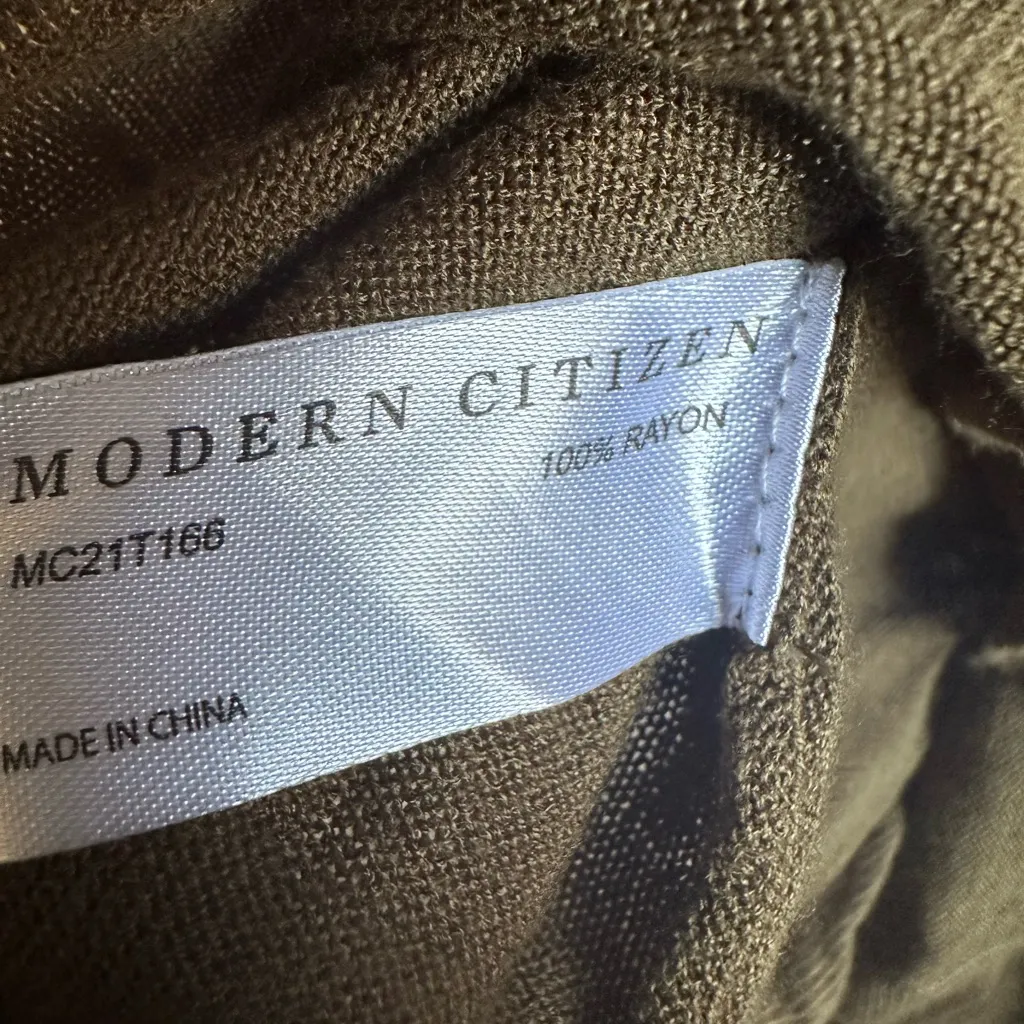 MODERN CITIZEN
100% RAYON
MC21T166
MADE IN CHINA